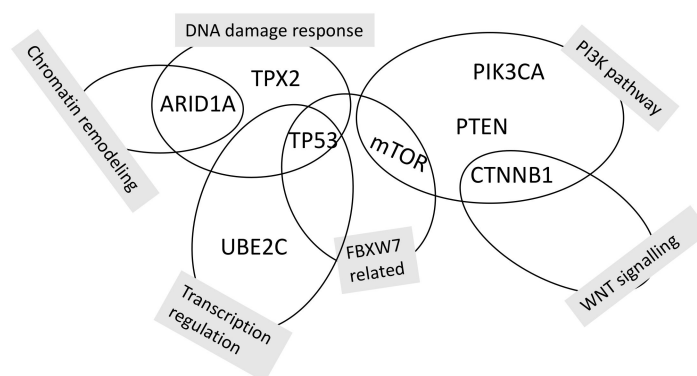 DNA damage response
Chromatin remodeling
TPX2
ARID1A
TP53
mTOR
PIK3CA
PTEN
CTNNB1
PI3K pathway
UBE2C
FBXW7
related
WNT signalling
Transcription
regulation